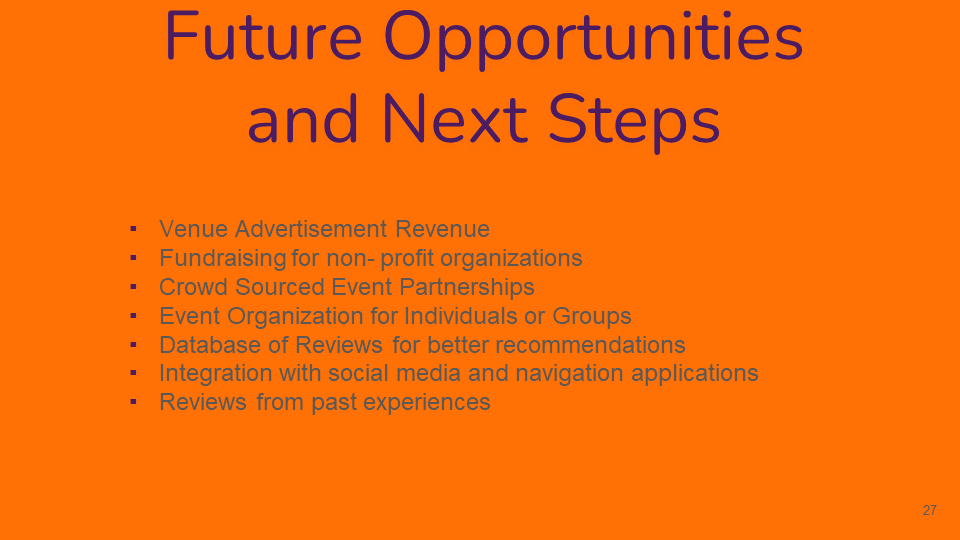 Future Opportunities
and Next Steps
▪ Venue Advertisement Revenue
▪ Fundraising for non- profit organizations
▪ Crowd Sourced Event Partnerships
▪ Event Organization for Individuals or Groups
▪ Database of Reviews for better recommendations
▪ Integration with social media and navigation applications
▪ Reviews from past experiences
27